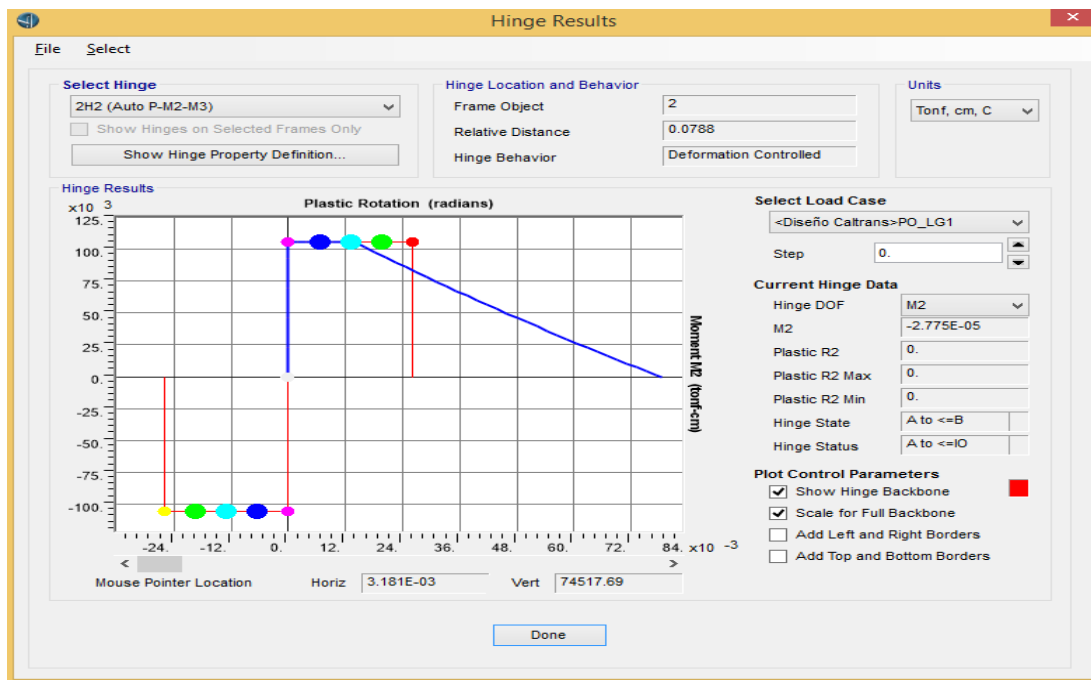 Hinge Results
File Select
Select Hinge
2H2 (Auto P-M2-M3)
Show Hinges on Selected Frames Only
Show Hinge Property Definition...
Hinge Location and Behavior
Frame Object 2
Relative Distance 0.0788
Hinge Behavior Deformation Controlled
Units
Tonf, cm, C
Hinge Results
x10 3
Plastic Rotation (radians)
125.
100.
75.
50.
25.
0.
-25.
-50.
-75.
-100.
Moment M2 (tonf-cm)
-24. -12. 0. 12. 24. 36. 48. 60. 72. 84. x10 -3
< >
Mouse Pointer Location Horiz 3.181E-03 Vert 74517.69
Select Load Case
<Diseño Caltrans>PO_LG1
Step 0.
Current Hinge Data
Hinge DOF M2
M2 -2.775E-05
Plastic R2 0.
Plastic R2 Max 0.
Plastic R2 Min 0.
Hinge State A to <=B
Hinge Status A to <=IO
Plot Control Parameters
Show Hinge Backbone
Scale for Full Backbone
Add Left and Right Borders
Add Top and Bottom Borders
Done